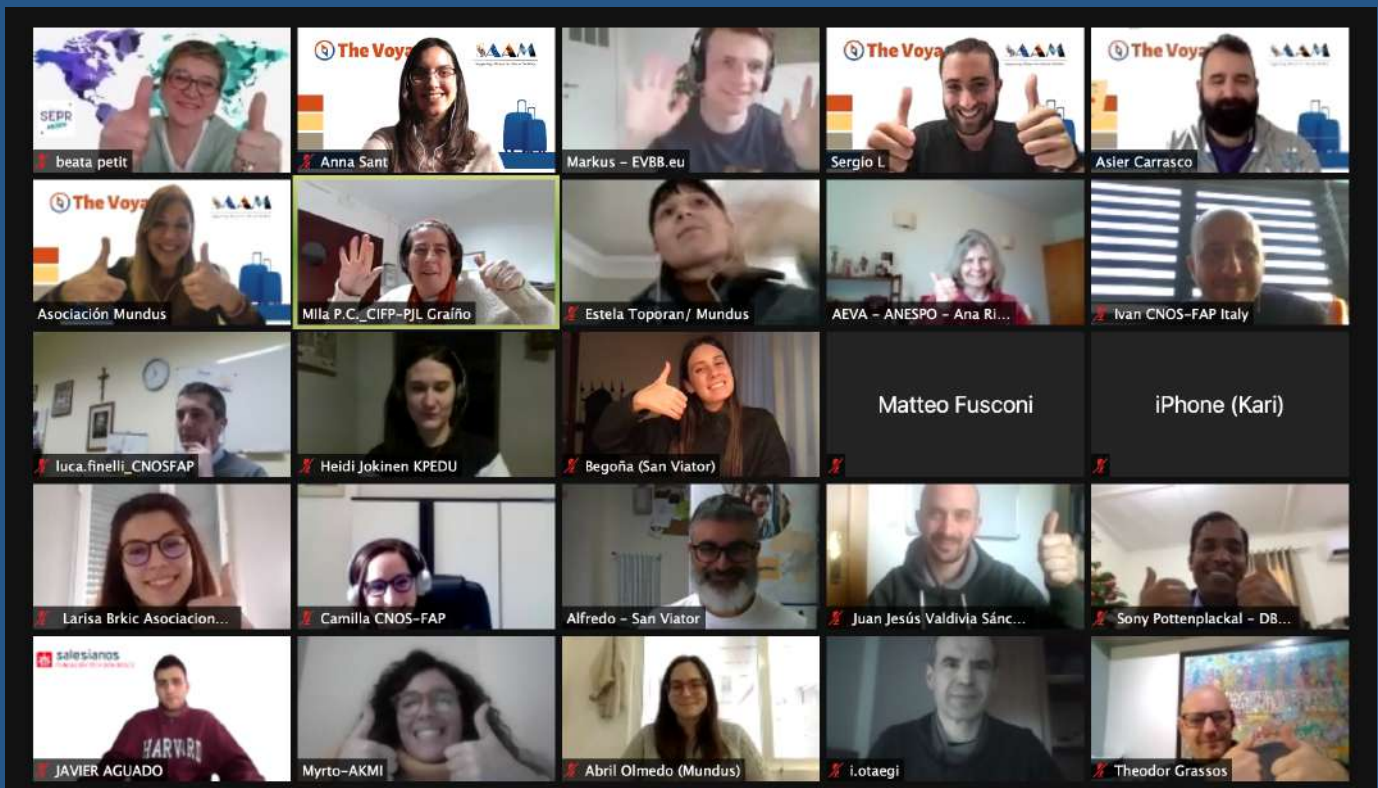 SEPR
beata petit
The Voya
SAAM
Anna Sant
Markus - EVBB.eu
The Voya
SAAM
Sergio L
The Voya
SAAM
Asier Carrasco
The Voya
SAAM
Asociación Mundus
Mila P.C._CIFP-PJL Graíño
Estela Toporan/ Mundus
AEVA - ANESPO - Ana Ri...
Ivan CNOS-FAP Italy
luca.finelli_CNOSFAP
Heidi Jokinen KPEDU
Begoña (San Viator)
Matteo Fusconi
iPhone (Kari)
Larisa Brkic Asociacion...
Camilla CNOS-FAP
Alfredo - San Viator
Juan Jesús Valdivia Sánc...
Sony Pottenplackal - DB...
salesianos
HARVARD
JAVIER AGUADO
Myrto-AKMI
Abril Olmedo (Mundus)
i.otaegi
Theodor Grassos